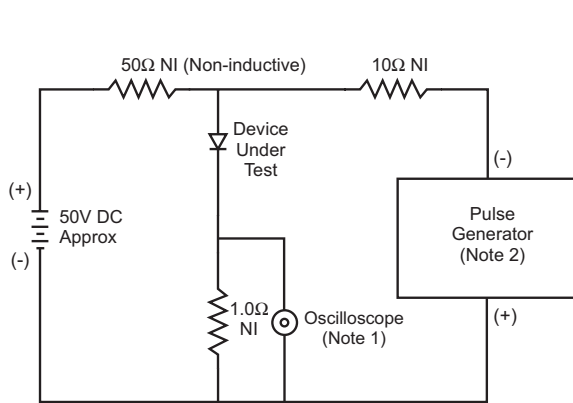 50Ω NI (Non-inductive)
10Ω NI
Device
Under
Test
(+)
50V DC
Approx
(-)
(-)
Pulse
Generator
(Note 2)
(+)
1.0Ω
NI
Oscilloscope
(Note 1)